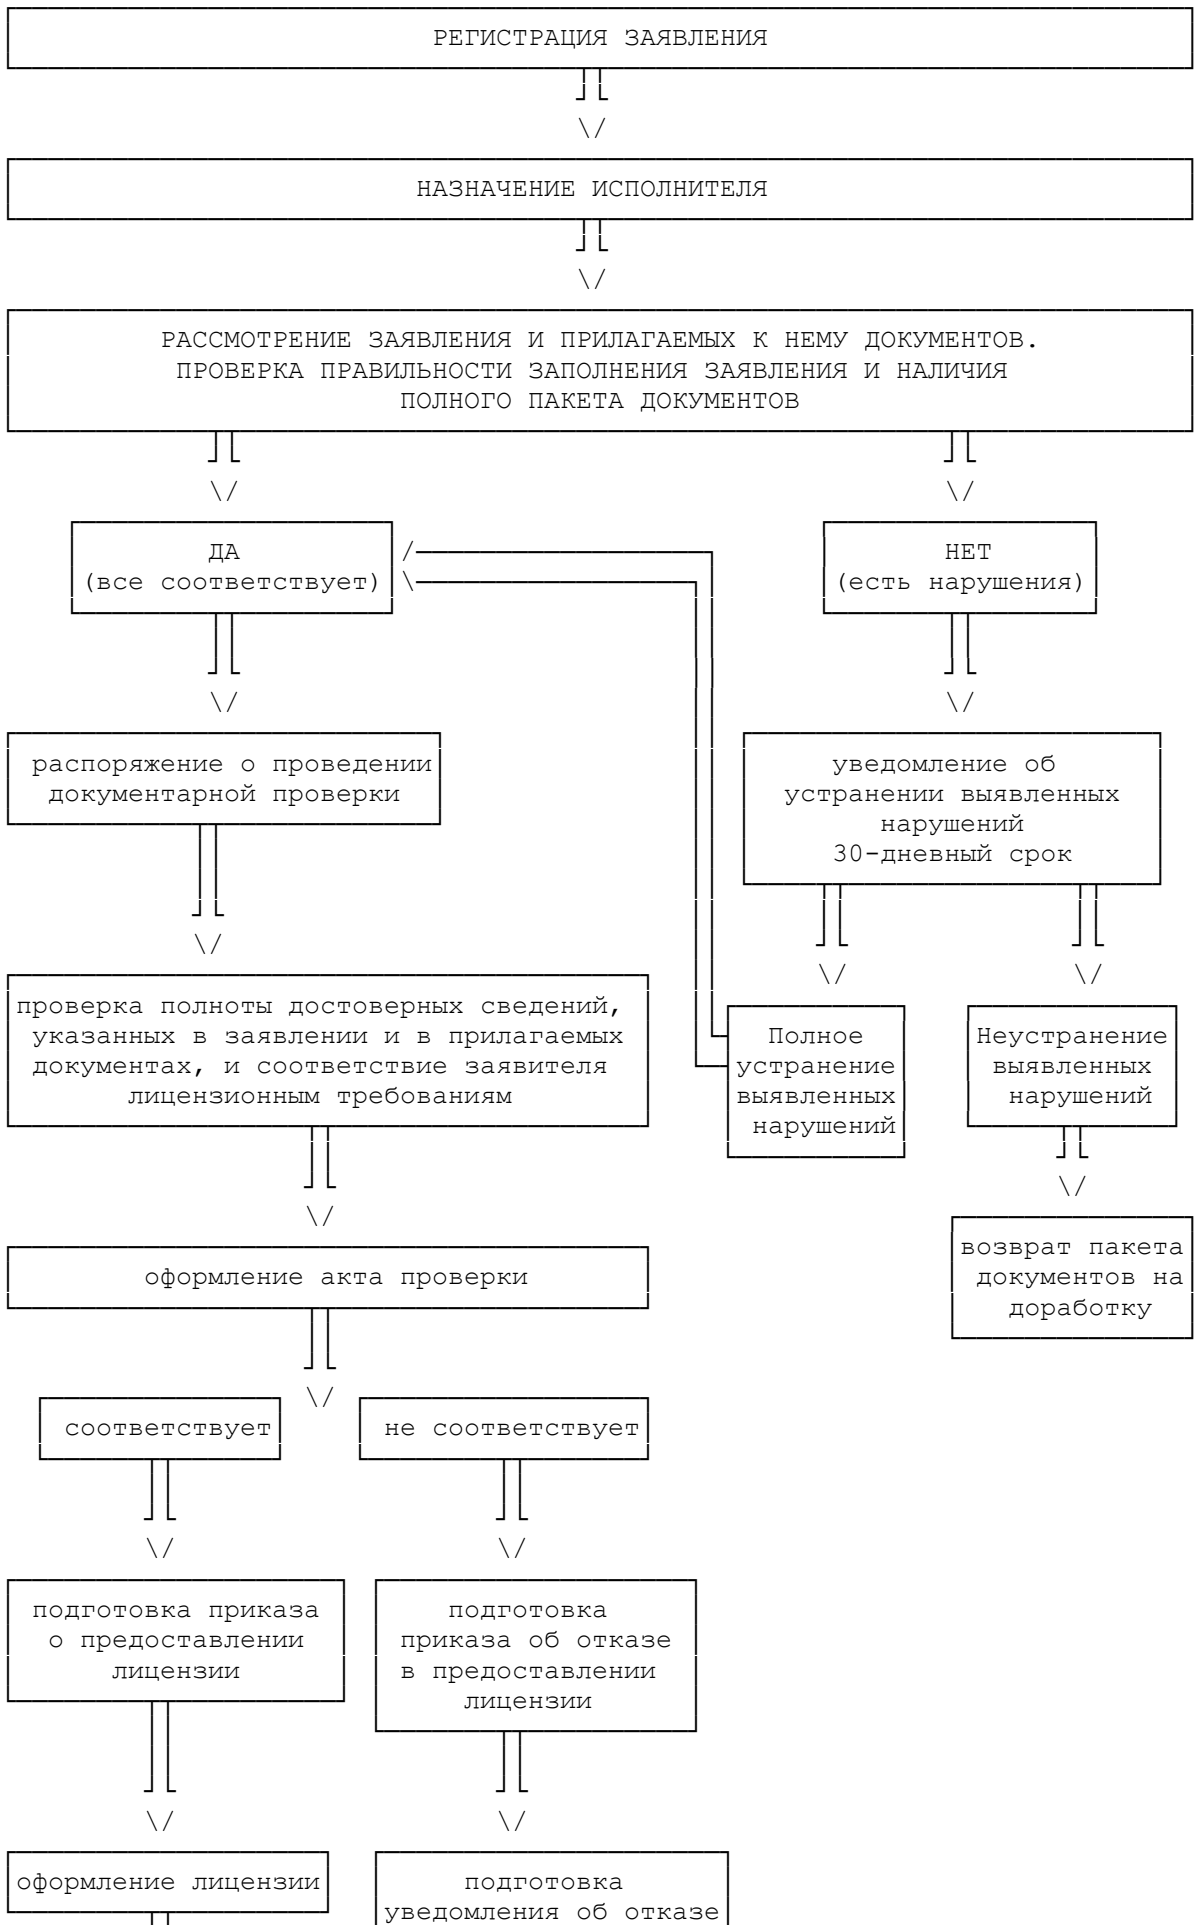 РЕГИСТРАЦИЯ ЗАЯВЛЕНИЯ
НАЗНАЧЕНИЕ ИСПОЛНИТЕЛЯ
РАССМОТРЕНИЕ ЗАЯВЛЕНИЯ И ПРИЛАГАЕМЫХ К НЕМУ ДОКУМЕНТОВ.
ПРОВЕРКА ПРАВИЛЬНОСТИ ЗАПОЛНЕНИЯ ЗАЯВЛЕНИЯ И НАЛИЧИЯ
ПОЛНОГО ПАКЕТА ДОКУМЕНТОВ
ДА
(все соответствует)
НЕТ
(есть нарушения)
распоряжение о проведении
документарной проверки
уведомление об
устранении выявленных
нарушений
30-дневный срок
проверка полноты достоверных сведений,
указанных в заявлении и в прилагаемых
документах, и соответствие заявителя
лицензионным требованиям
Полное
устранение
выявленных
нарушений
Неустранение
выявленных
нарушений
возврат пакета
документов на
доработку
оформление акта проверки
соответствует
не соответствует
подготовка приказа
о предоставлении
лицензии
подготовка
приказа об отказе
в предоставлении
лицензии
оформление лицензии
подготовка
уведомления об отказе